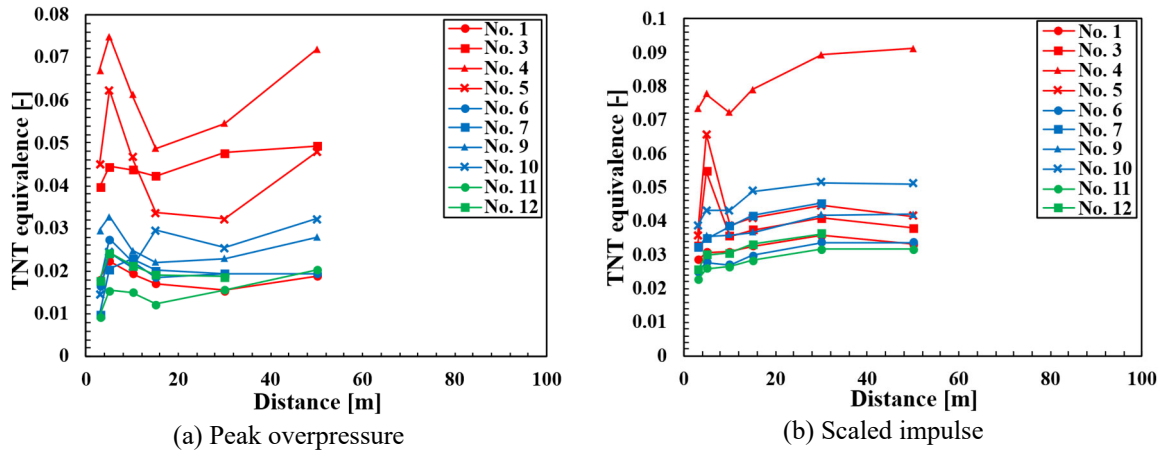 0.08
0.07
0.06
0.05
0.04
0.03
0.02
0.01
0
TNT equivalence [-]
0 20 40 60 80 100
Distance [m]
No. 1
No. 3
No. 4
No. 5
No. 6
No. 7
No. 9
No. 10
No. 11
No. 12
(a) Peak overpressure
0.1
0.09
0.08
0.07
0.06
0.05
0.04
0.03
0.02
0.01
0
TNT equivalence [-]
0 20 40 60 80 100
Distance [m]
No. 1
No. 3
No. 4
No. 5
No. 6
No. 7
No. 9
No. 10
No. 11
No. 12
(b) Scaled impulse